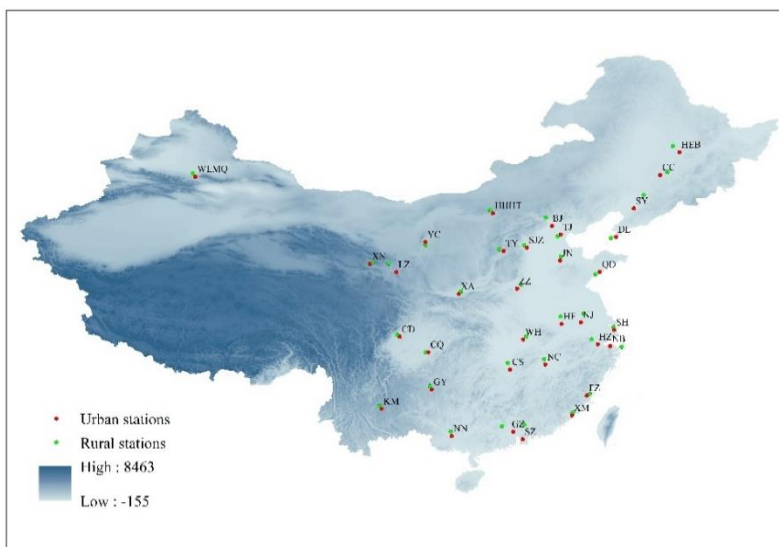 HEB
CC
WLMQ
SY
HHHT
BJ
TJ
DL
YC
TY
SJZ
JN
XN
LZ
QD
XA
ZZ
HF
NJ
SH
CD
WH
HZ
NB
CQ
CS
NC
GY
FZ
KM
XM
NN
GZ
SZ
Urban stations
Rural stations
High : 8463
Low : -155